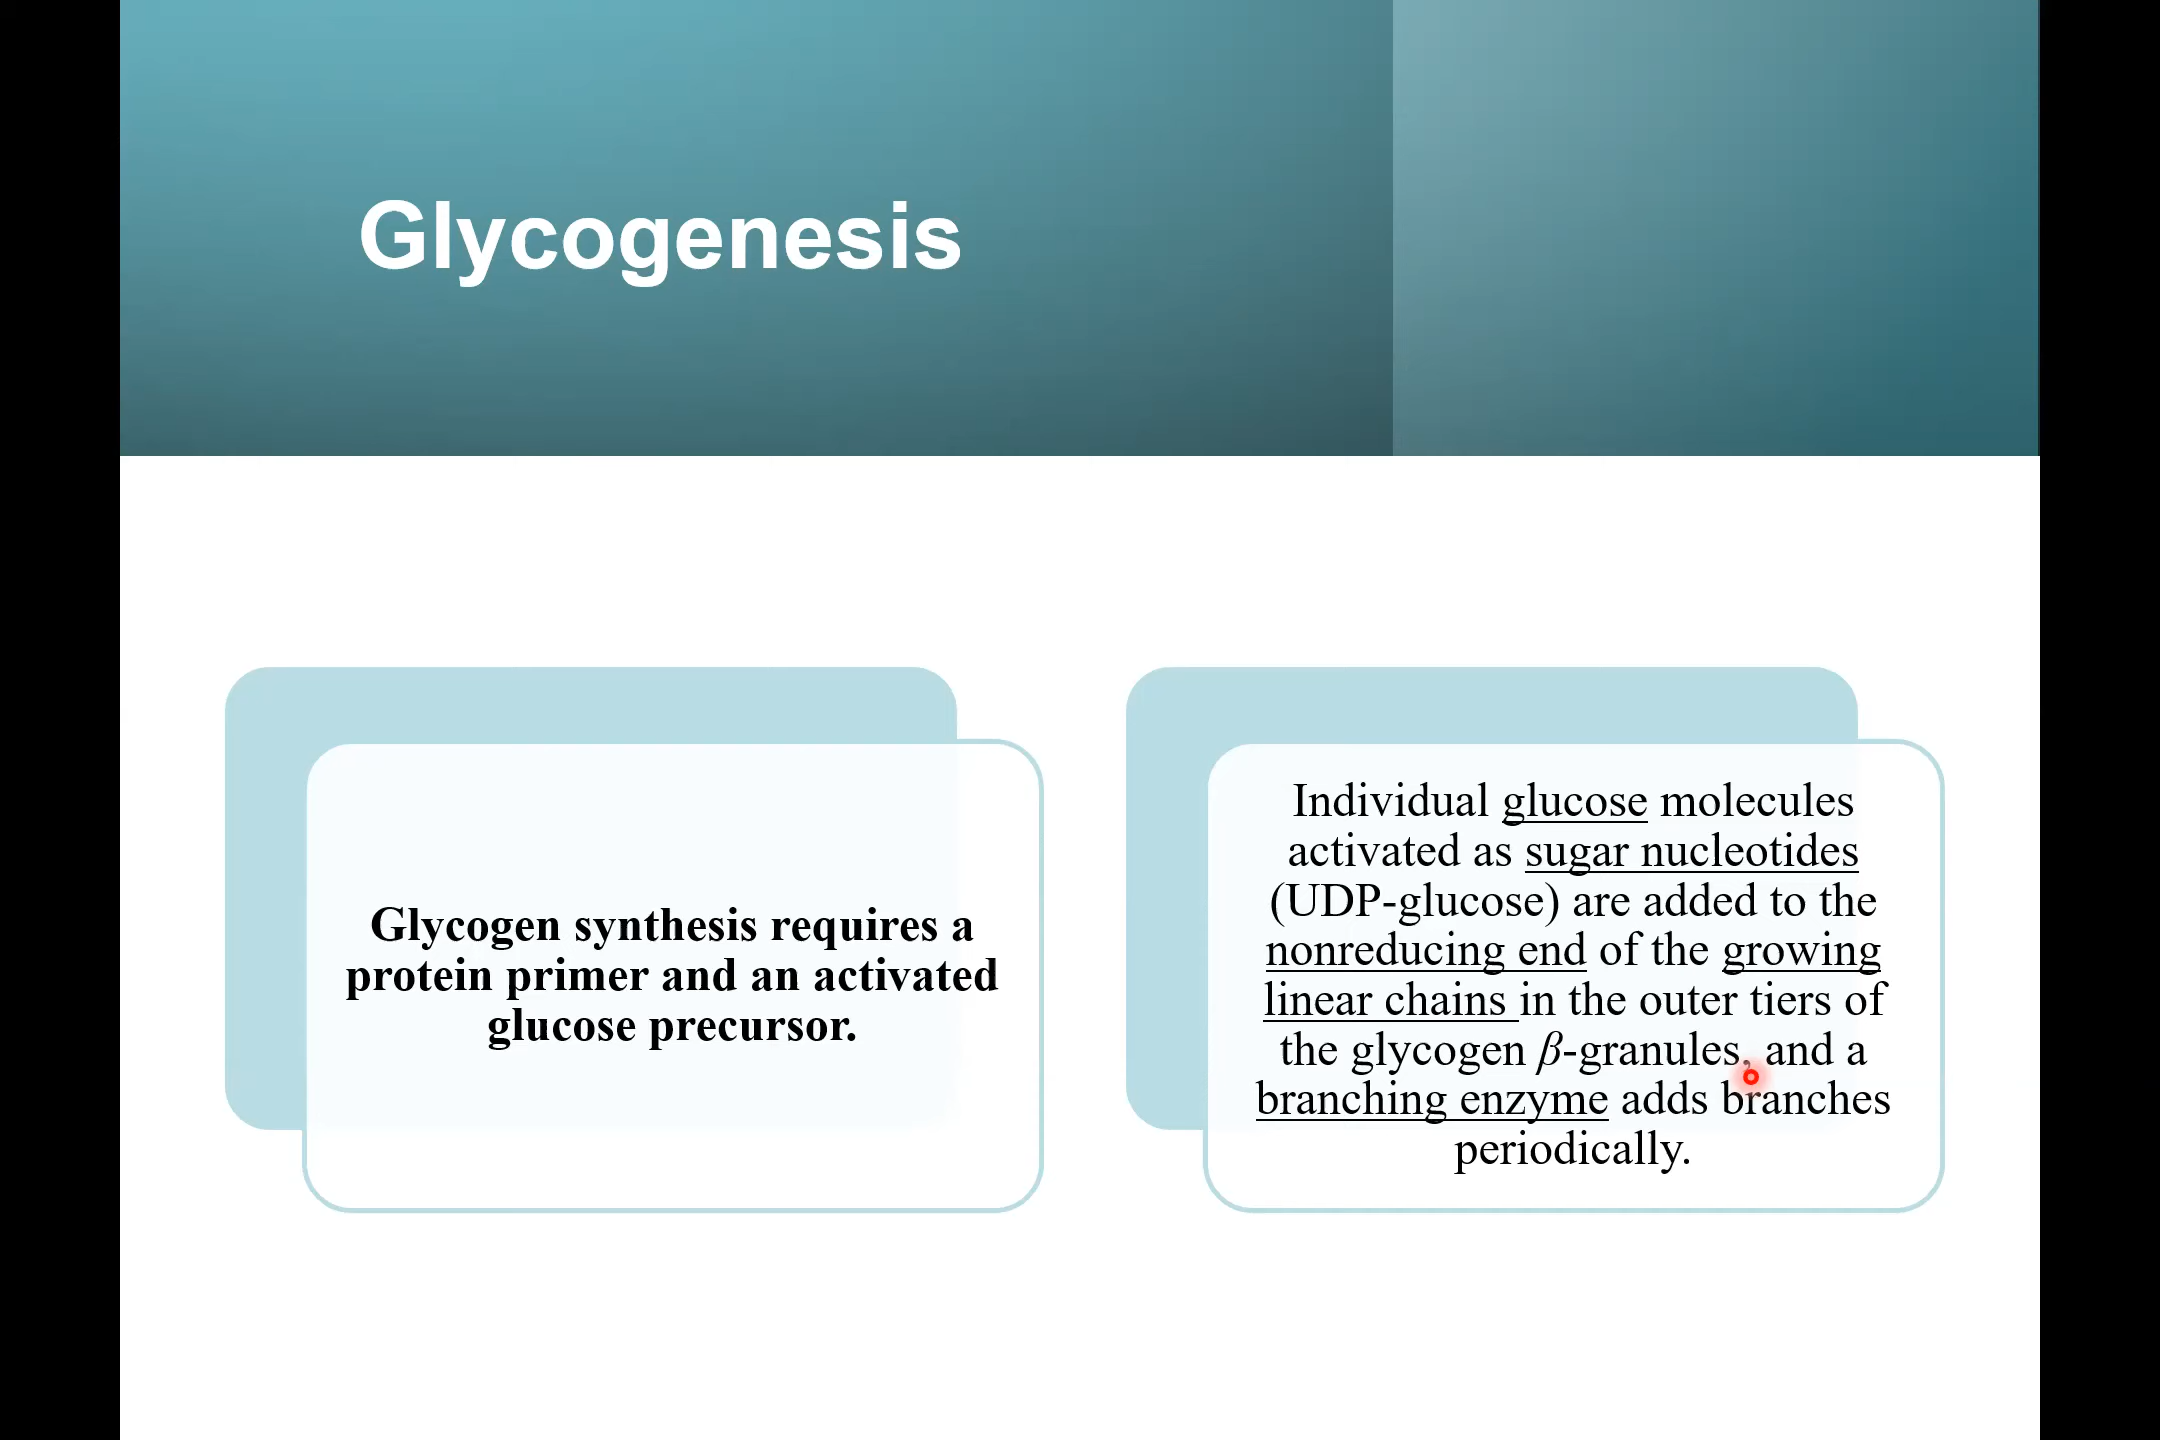 Glycogenesis
Glycogen synthesis requires a
protein primer and an activated
glucose precursor.
Individual glucose molecules
activated as sugar nucleotides
(UDP-glucose) are added to the
nonreducing end of the growing
linear chains in the outer tiers of
the glycogen β-granules, and a
branching enzyme adds branches
periodically.